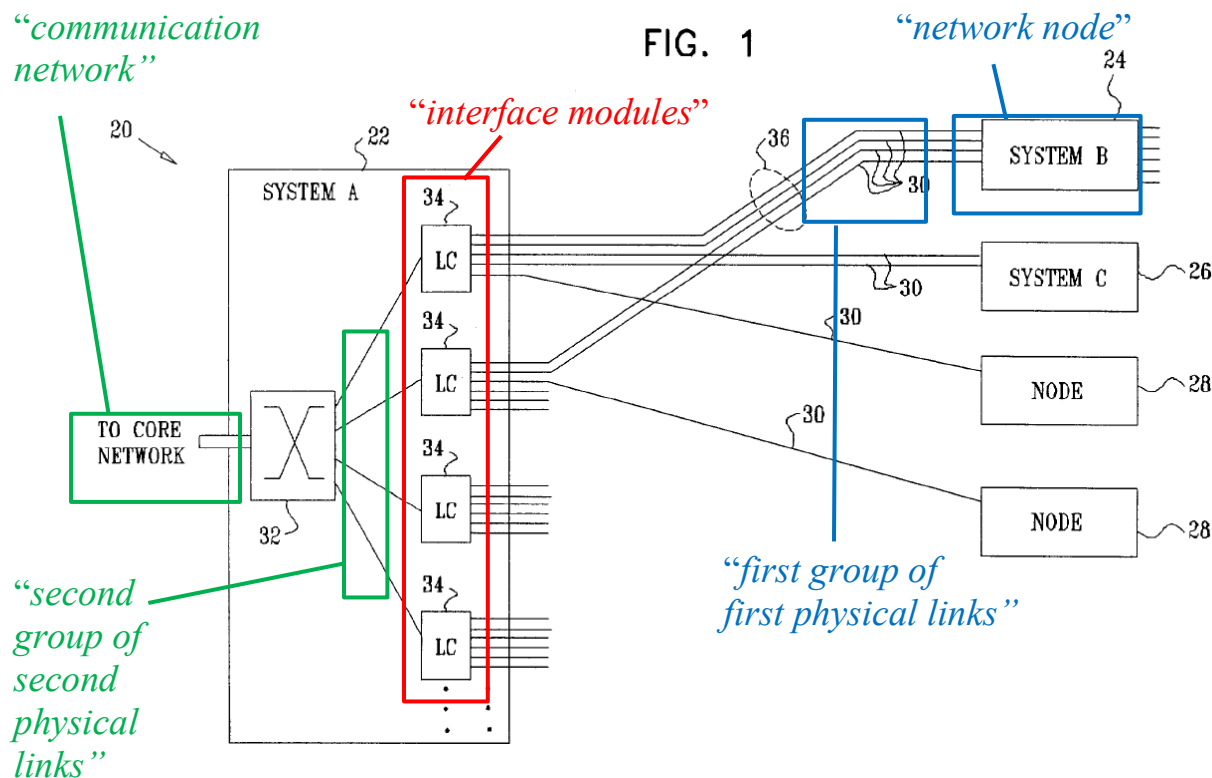 “communication
network”
FIG. 1
“network node”
24
20
22
“interface modules”
36
SYSTEM A
34
LC
SYSTEM B
30
SYSTEM C
26
30
34
LC
30
NODE
28
TO CORE
NETWORK
32
30
34
LC
NODE
28
“second
group of
second
physical
links”
34
LC
“first group of
first physical links”